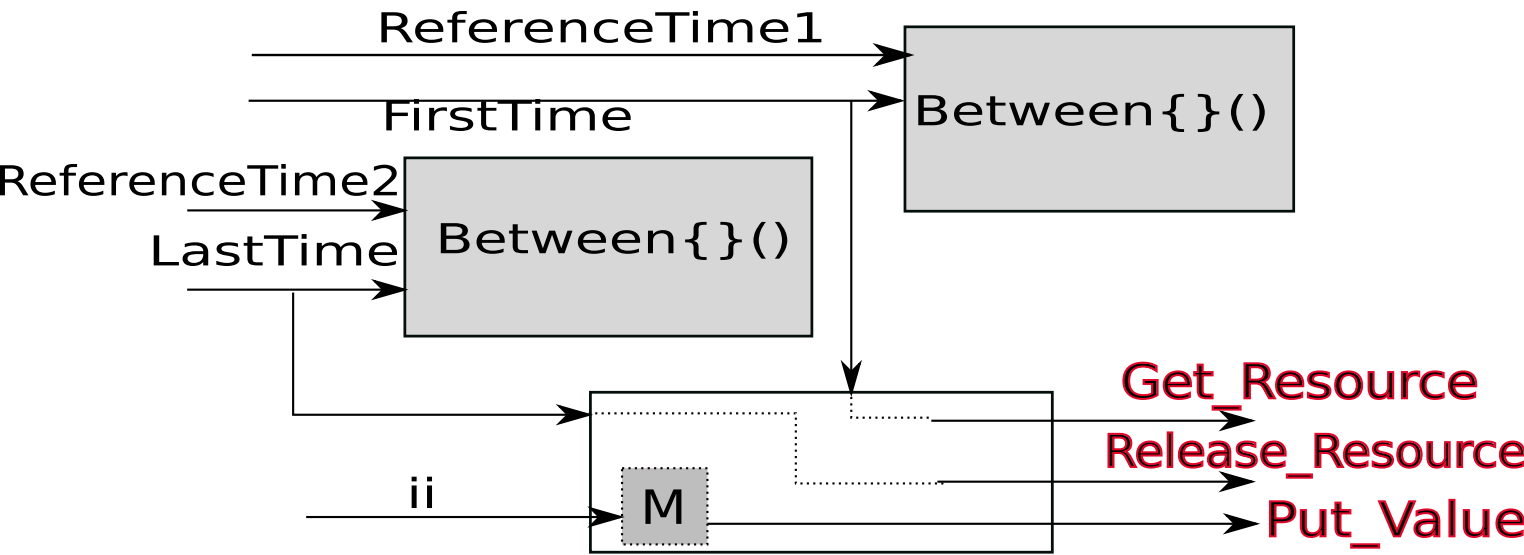 ReferenceTime1
FirstTime
Between{}()
ReferenceTime2
LastTime
Between{}()
Get_Resource
Release_Resource
ii
M
Put_Value